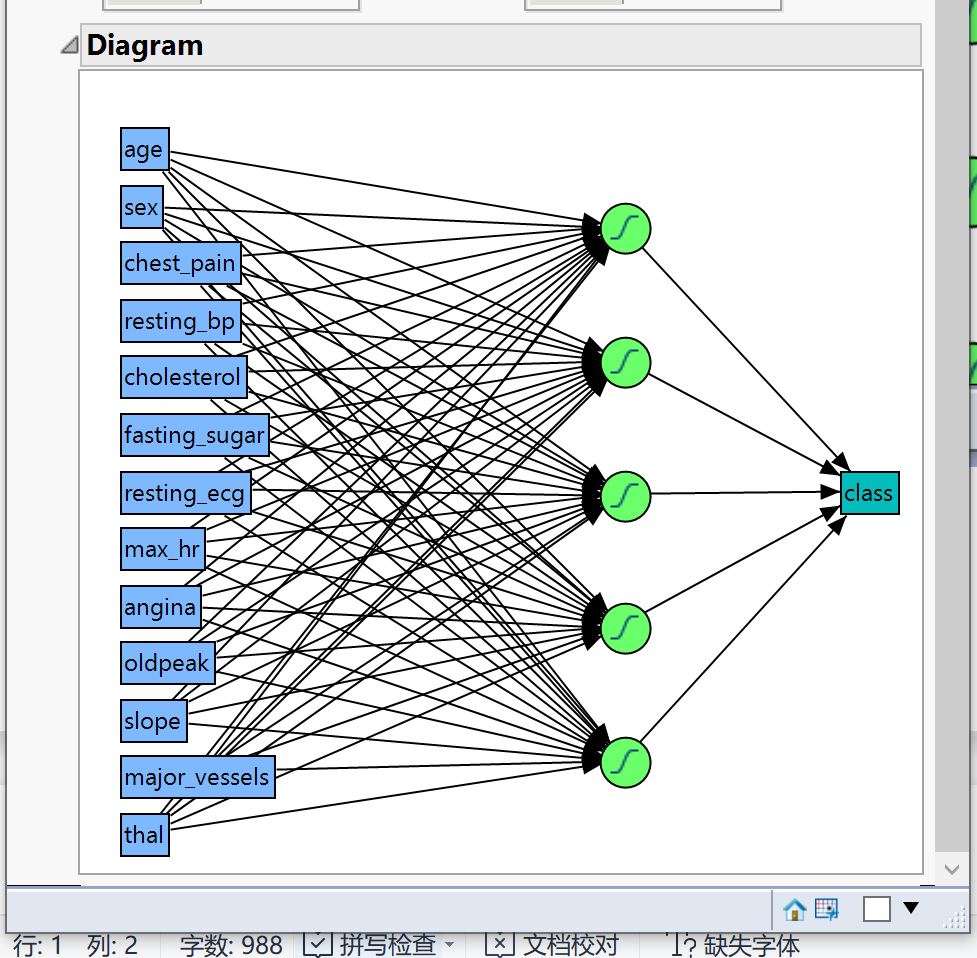 Diagram
age
sex
chest_pain
resting_bp
cholesterol
fasting_sugar
resting_ecg
max_hr
angina
oldpeak
slope
major_vessels
thal
class
行: 1 列: 2 字数: 988 拼写检查 文档校对 缺失字体